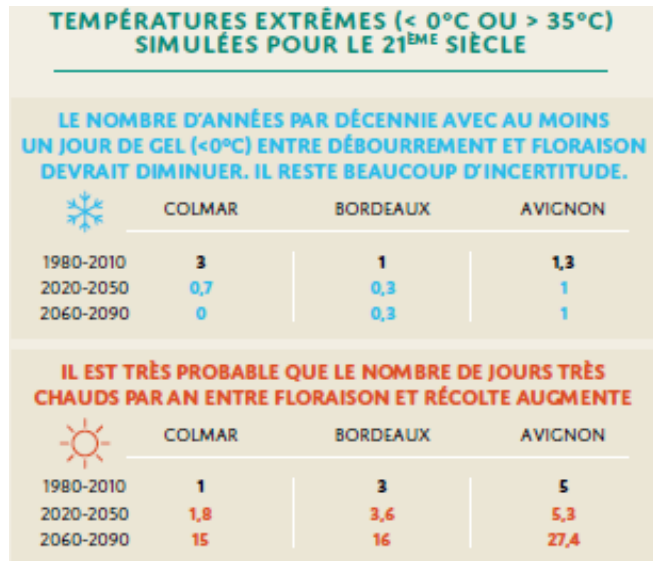 TEMPÉRATURES EXTRÊMES (< 0°C OU > 35°C)
SIMULÉES POUR LE 21ÈME SIÈCLE
LE NOMBRE D'ANNÉES PAR DÉCENNIE AVEC AU MOINS
UN JOUR DE GEL (<0°C) ENTRE DÉBOURREMENT ET FLORAISON
DEVRAIT DIMINUER. IL RESTE BEAUCOUP D'INCERTITUDE.
COLMAR BORDEAUX AVIGNON
1980-2010 3 1 1,3
2020-2050 0,7 0,3 1
2060-2090 0 0,3 1
IL EST TRÈS PROBABLE QUE LE NOMBRE DE JOURS TRÈS
CHAUDS PAR AN ENTRE FLORAISON ET RÉCOLTE AUGMENTE
COLMAR BORDEAUX AVIGNON
1980-2010 1 3 5
2020-2050 1,8 3,6 5,3
2060-2090 15 16 27,4